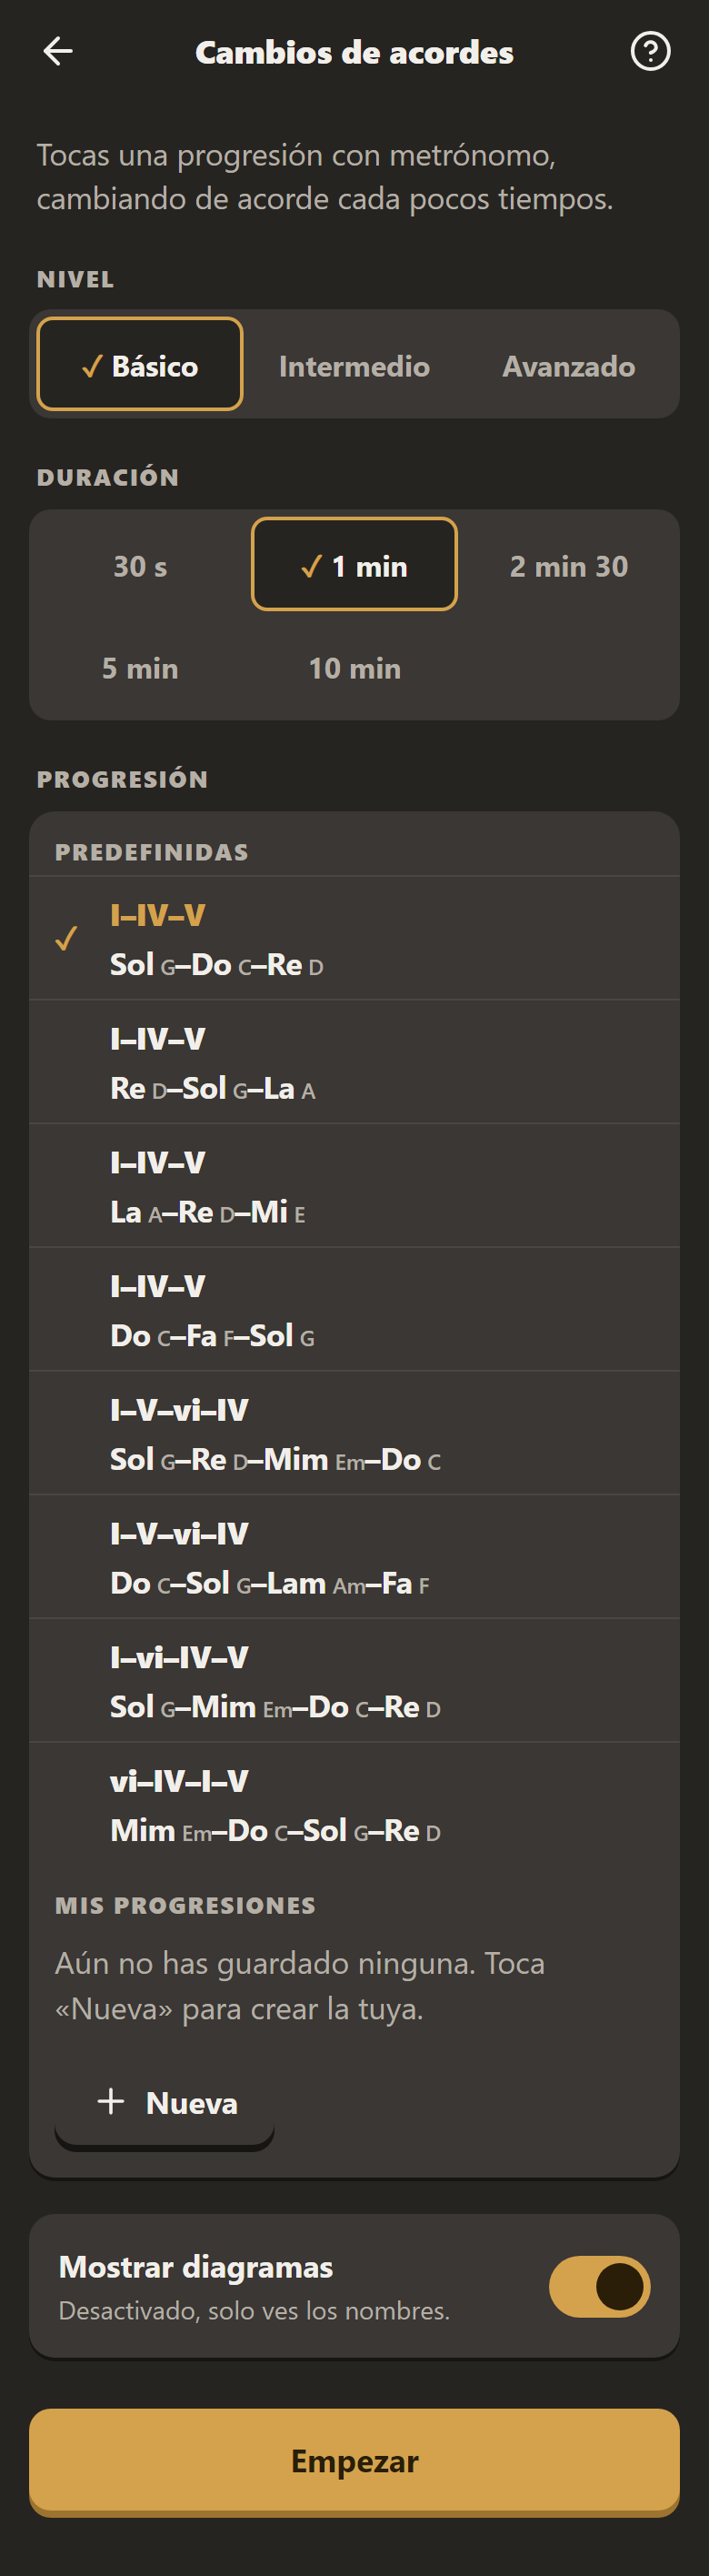 Cambios de acordes
Tocas una progresión con metrónomo,
cambiando de acorde cada pocos tiempos.
NIVEL
✓ Básico Intermedio Avanzado
DURACIÓN
30 s ✓ 1 min 2 min 30
5 min 10 min
PROGRESIÓN
PREDEFINIDAS
✓ I–IV–V
Sol G–Do C–Re D
I–IV–V
Re D–Sol G–La A
I–IV–V
La A–Re D–Mi E
I–IV–V
Do C–Fa F–Sol G
I–V–vi–IV
Sol G–Re D–Mim Em–Do C
I–V–vi–IV
Do C–Sol G–Lam Am–Fa F
I–vi–IV–V
Sol G–Mim Em–Do C–Re D
vi–IV–I–V
Mim Em–Do C–Sol G–Re D
MIS PROGRESIONES
Aún no has guardado ninguna. Toca
«Nueva» para crear la tuya.
+ Nueva
Mostrar diagramas
Desactivado, solo ves los nombres.
Empezar